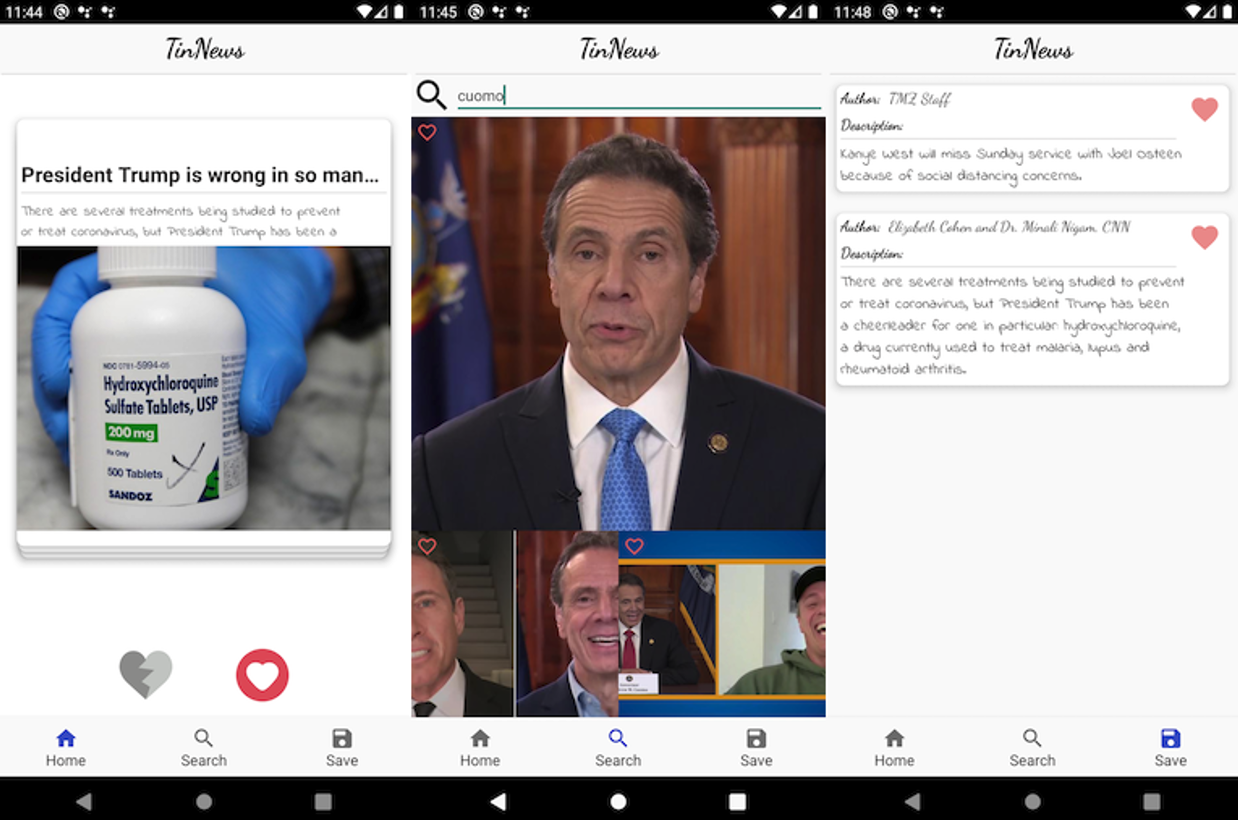 11:44
TinNews
President Trump is wrong in so man...
There are several treatments being studied to prevent
or treat coronavirus, but President Trump has been a
NDC 0781-5994-05
Hydroxychloroquine
Sulfate Tablets, USP
200 mg
Rx Only
500 Tablets
SANDOZ
Home
Search
Save
11:45
TinNews
cuomo
Home
Search
Save
11:48
TinNews
Author: TMZ Staff
Description:
Kanye West will miss Sunday service with Joel Osteen
because of social distancing concerns.
Author: Elizabeth Cohen and Dr. Minali Nigam, CNN
Description:
There are several treatments being studied to prevent
or treat coronavirus, but President Trump has been
a cheerleader for one in particular: hydroxychloroquine,
a drug currently used to treat malaria, lupus and
rheumatoid arthritis.
Home
Search
Save